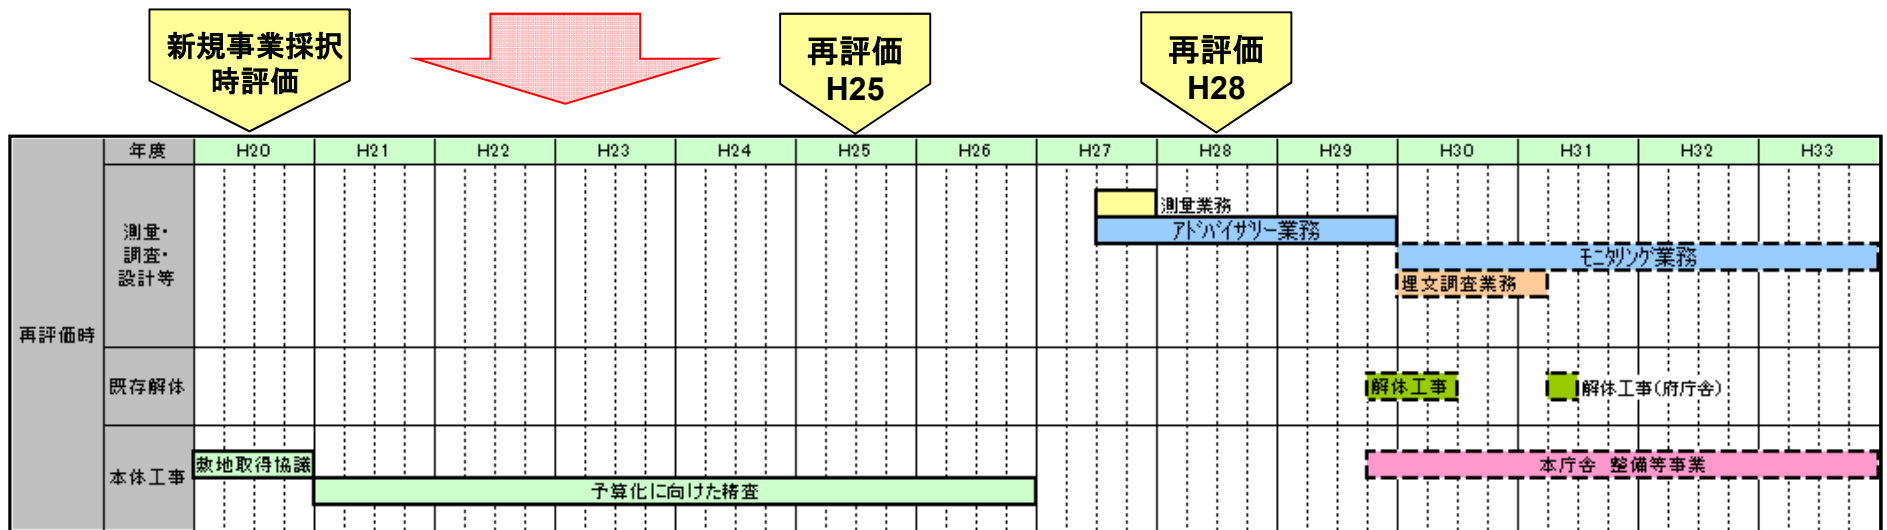 新規事業採択
時評価
再評価
H25
再評価
H28
年度
H20
H21
H22
H23
H24
H25
H26
H27
H28
H29
H30
H31
H32
H33
再評価時
測量・
調査・
設計等
測量業務
アドバイザリー業務
モニタリング業務
埋文調査業務
既存解体
解体工事
解体工事(府庁舎)
本体工事
敷地取得協議
予算化に向けた精査
本庁舎 整備等事業